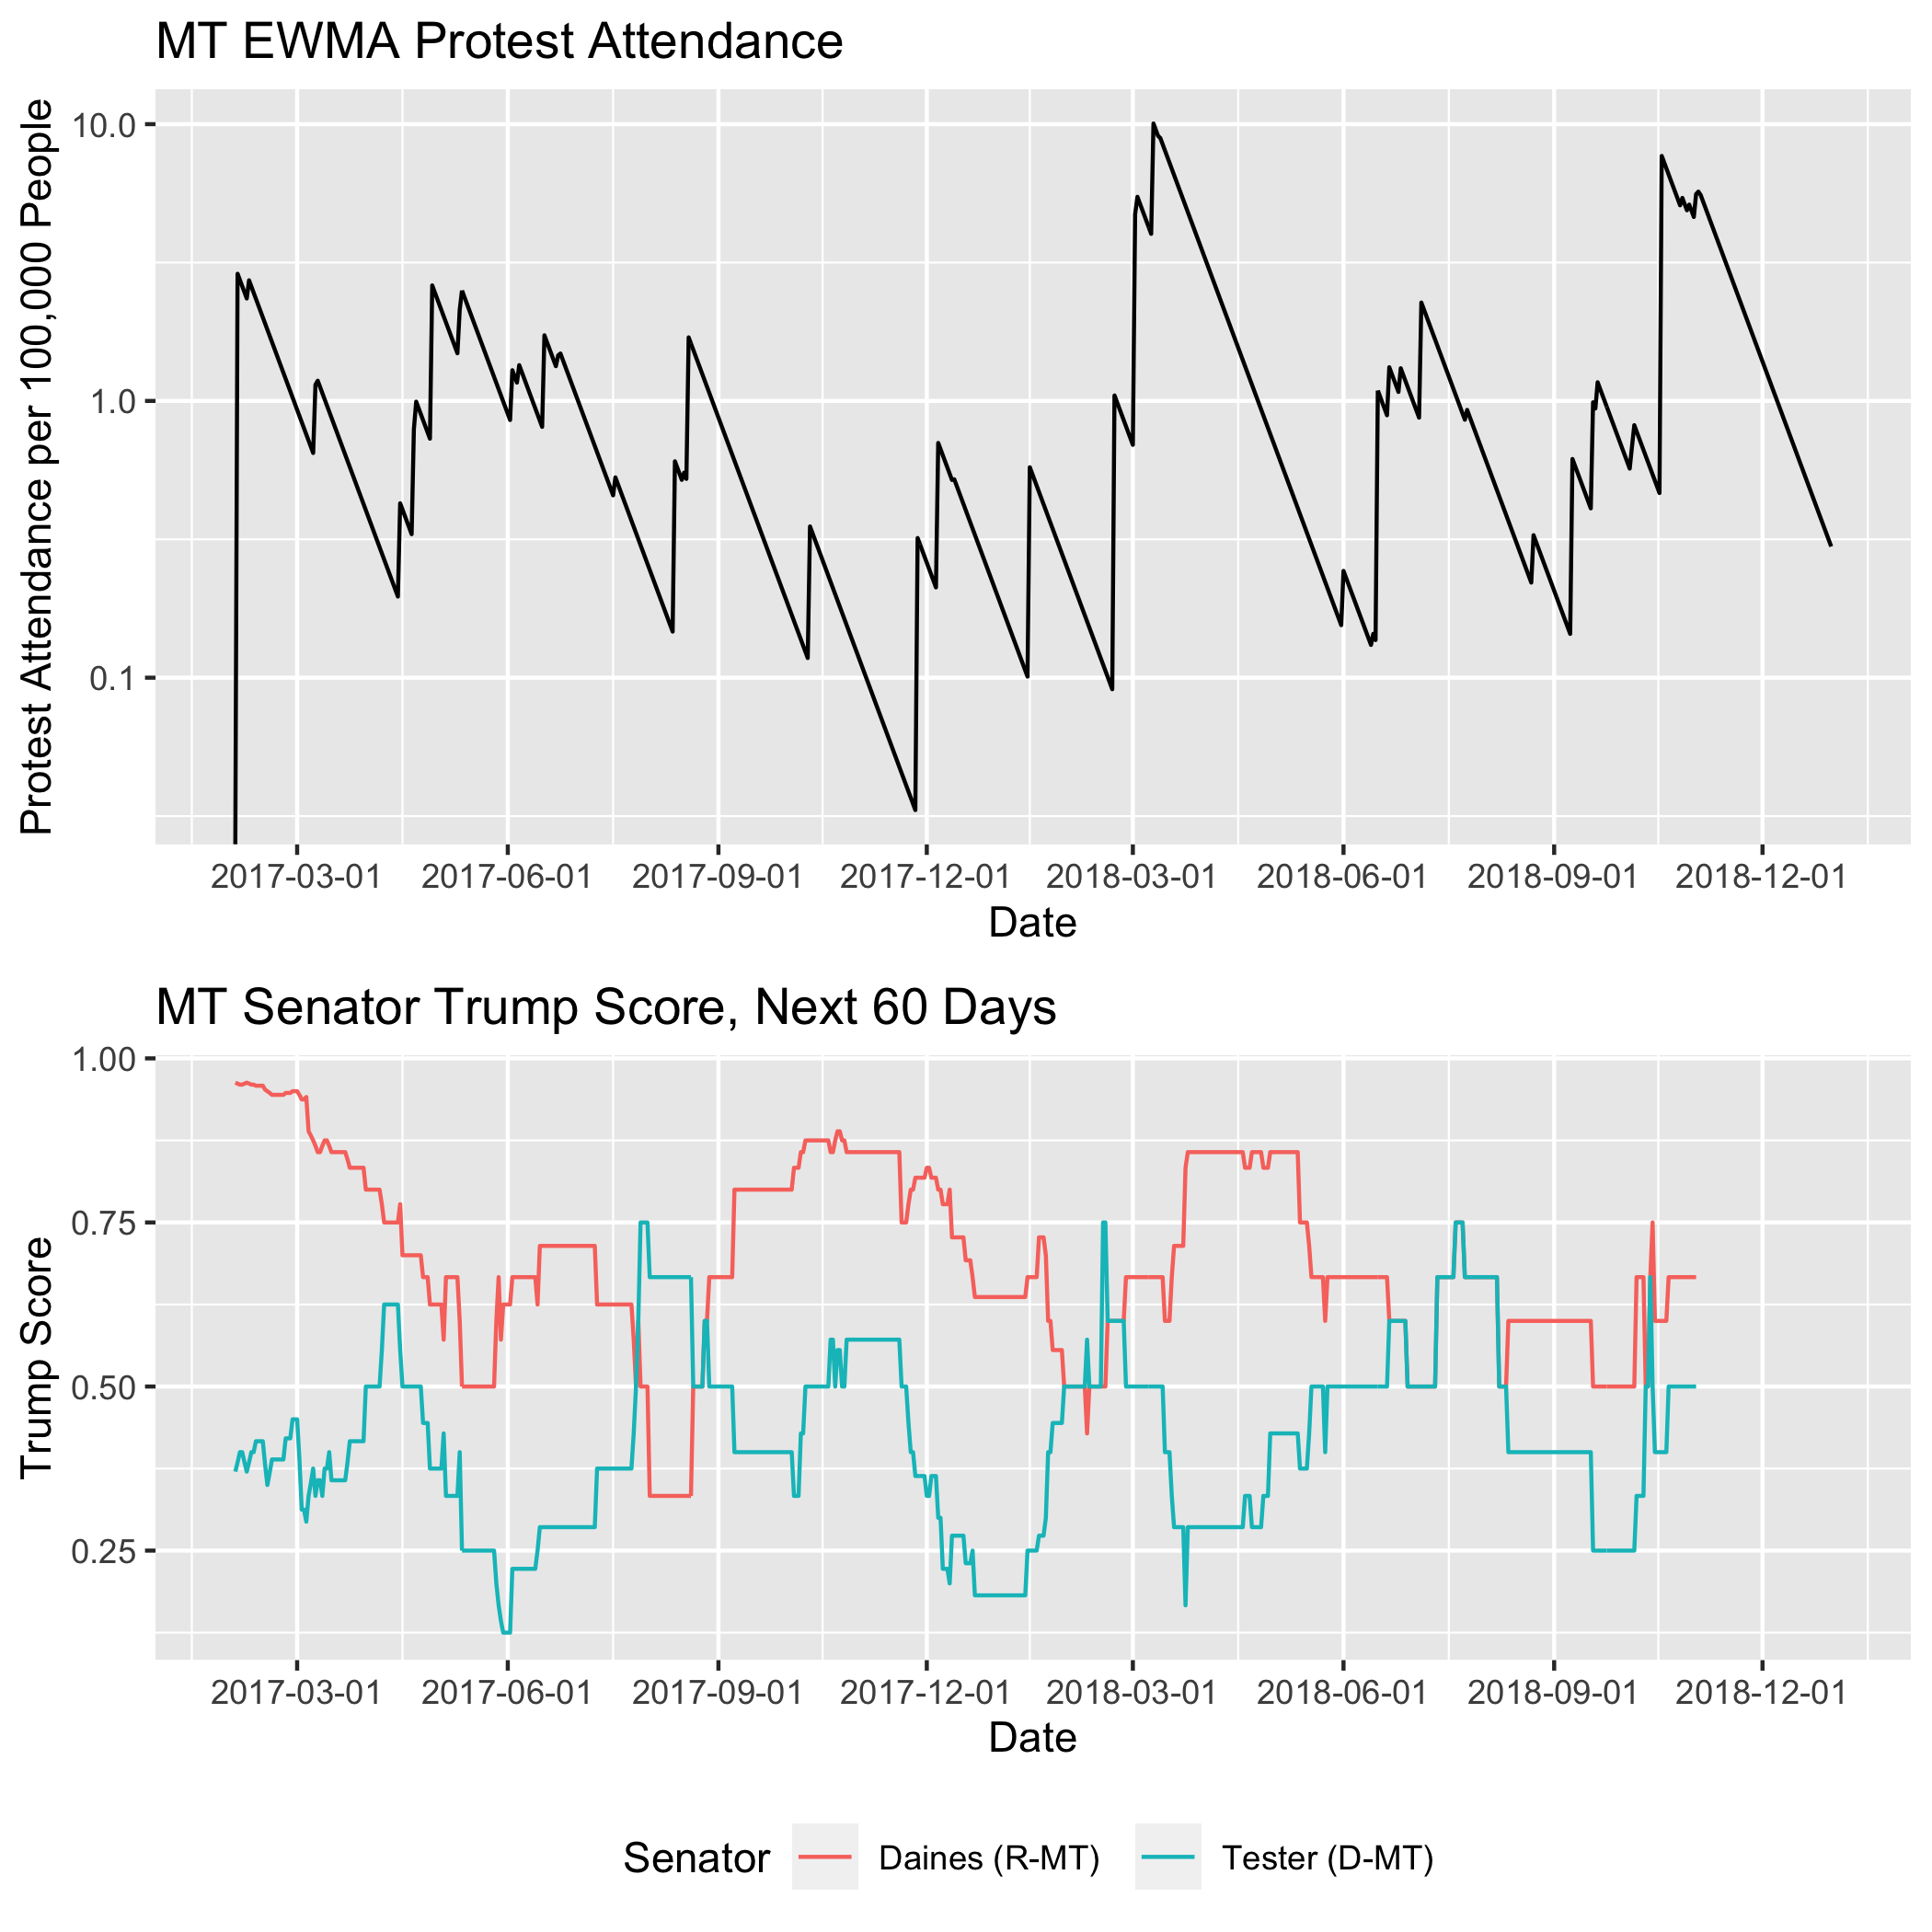 MT EWMA Protest Attendance
Protest Attendance per 100,000 People
10.0
1.0
0.1
2017-03-01 2017-06-01 2017-09-01 2017-12-01 2018-03-01 2018-06-01 2018-09-01 2018-12-01
Date
MT Senator Trump Score, Next 60 Days
Trump Score
1.00
0.75
0.50
0.25
2017-03-01 2017-06-01 2017-09-01 2017-12-01 2018-03-01 2018-06-01 2018-09-01 2018-12-01
Date
Senator Daines (R-MT) Tester (D-MT)